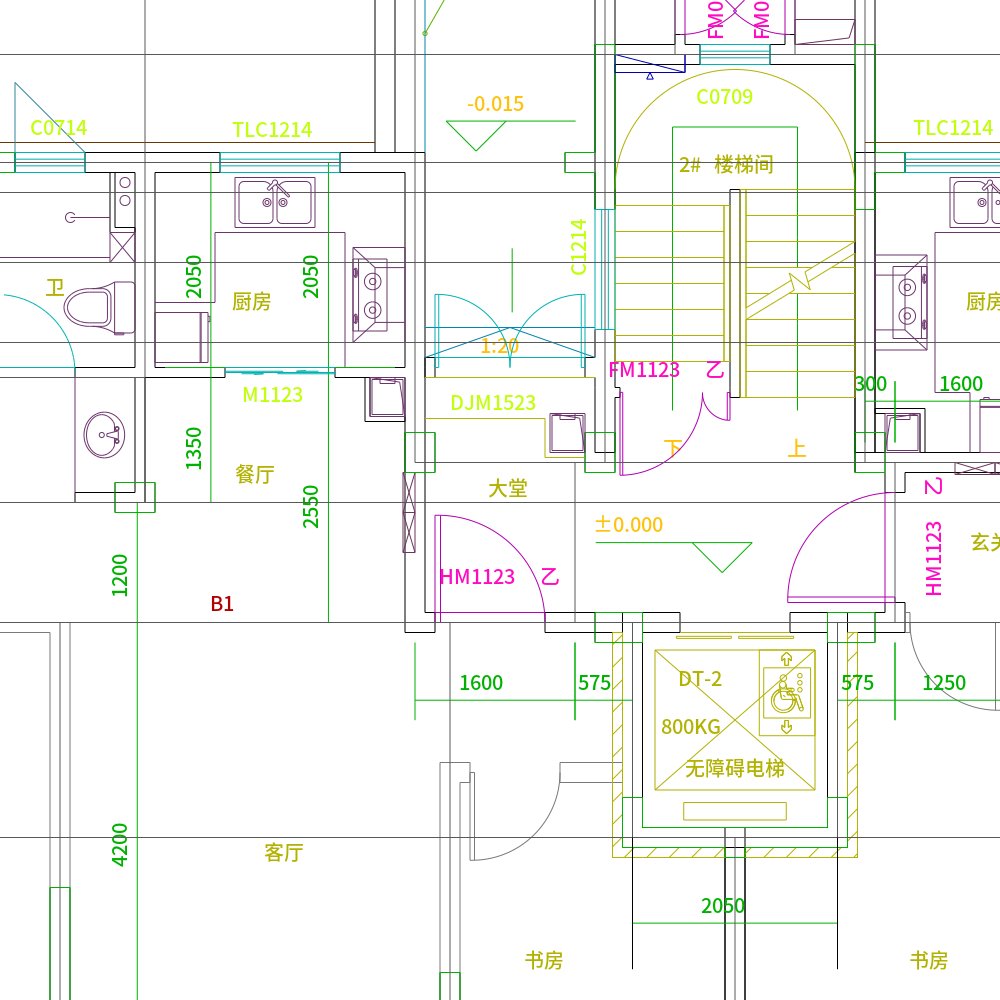 FM0
FM0
-0.015
C0709
C0714
TLC1214
TLC1214
2# 楼梯间
C1214
2050
2050
卫
厨房
厨房
1:20
FM1123 乙
300
1600
M1123
DJM1523
1350
下
上
餐厅
大堂
2550
±0.000
乙
HM1123
玄关
HM1123 乙
1200
B1
1600
575
DT-2
575
1250
800KG
无障碍电梯
4200
客厅
2050
书房
书房